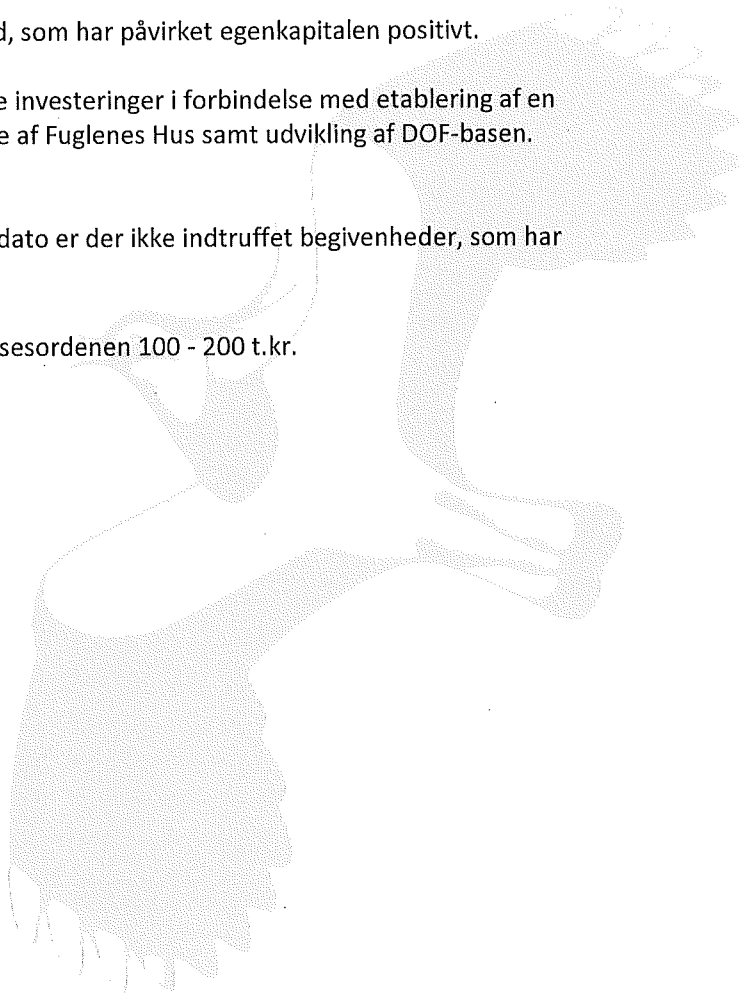 , som har påvirket egenkapitalen positivt.
investeringer i forbindelse med etablering af en
af Fuglenes Hus samt udvikling af DOF-basen.
dato er der ikke indtruffet begivenheder, som har
sesordenen 100 - 200 t.kr.